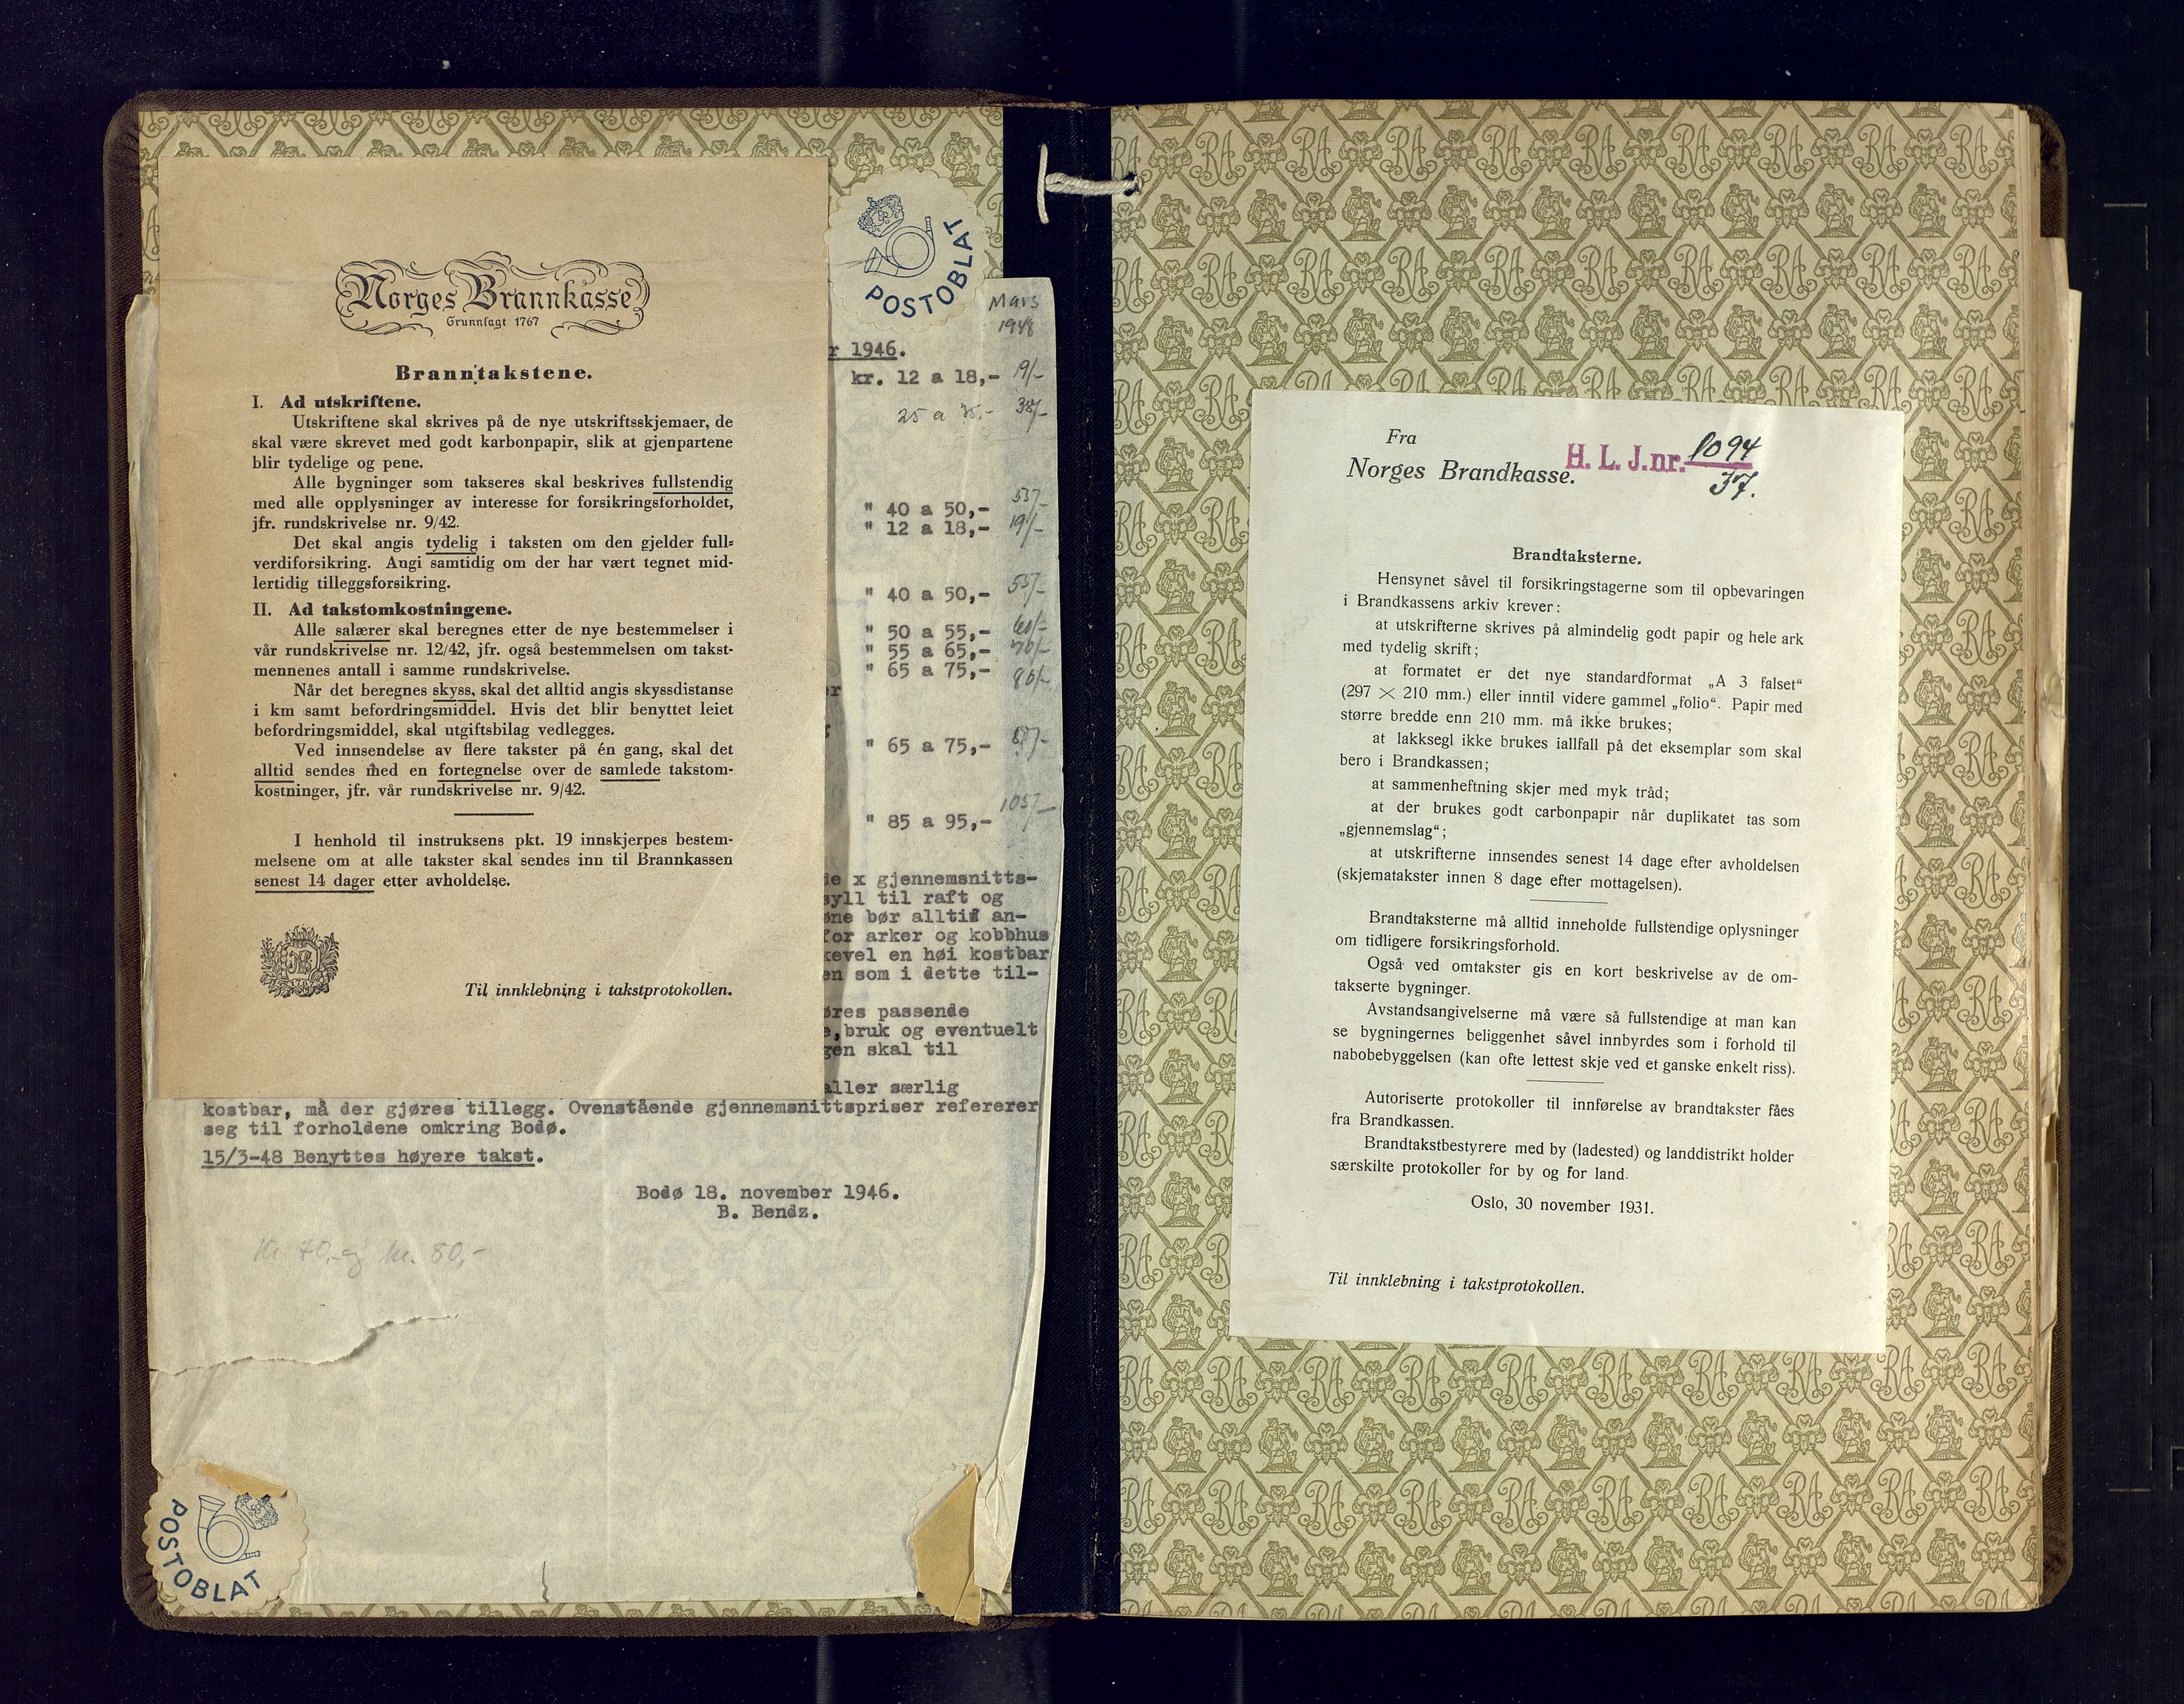 Norges Brannkasse
Grunnlagt 1767
Branntakstene.
I. Ad utskriftene.
Utskriftene skal skrives på de nye utskriftsskjemaer, de
skal være skrevet med godt karbonpapir, slik at gjenpartene
blir tydelige og pene.
Alle bygninger som takseres skal beskrives fullstendig
med alle opplysninger av interesse for forsikringsforholdet,
jfr. rundskrivelse nr. 9/42.
Det skal angis tydelig i taksten om den gjelder full-
verdiforsikring. Angi samtidig om der har vært tegnet mid-
lertidig tilleggsforsikring.
II. Ad takstomkostningene.
Alle salærer skal beregnes etter de nye bestemmelser i
vår rundskrivelse nr. 12/42, jfr. også bestemmelsen om takst-
mennenes antall i samme rundskrivelse.
Når det beregnes skyss, skal det alltid angis skyssdistanse
i km samt befordringsmiddel. Hvis det blir benyttet leiet
befordringsmiddel, skal utgiftsbilag vedlegges.
Ved innsendelse av flere takster på én gang, skal det
alltid sendes med en fortegnelse over de samlede takstom-
kostninger, jfr. vår rundskrivelse nr. 9/42.
I henhold til instruksens pkt. 19 innskjerpes bestem-
melsene om at alle takster skal sendes inn til Brannkassen
senest 14 dager etter avholdelse.
Til innklebning i takstprotokollen.
POSTOBLAT
Mars
1948
r 1946.
kr. 12 a 18,- 19/-
25 a 35,- 38/-
" 40 a 50,- 53/-
" 12 a 18,- 19/-
" 40 a 50,- 53/-
" 50 a 55,- 60/-
" 55 a 65,- 70/-
" 65 a 75,- 80/-
er
" 65 a 75,-
" 85 a 95,- 105/-
de x gjennemsnitts-
syll til raft og
øne bør alltid an-
for arker og kobbhus
kevel en høi kostbar
en som i dette til-
øres passende
e,bruk og eventuelt
gen skal til
aller særlig
kostbar, må der gjøres tillegg. Ovenstående gjennemsnittspriser refererer
seg til forholdene omkring Bodø.
15/3-48 Benyttes høyere takst.
Bodø 18. november 1946.
B. Bendz.
kr. 70,- og kr. 80,-
POSTOBLAT
Fra
Norges Brandkasse.
H. L. J.nr. 1094
37.
Brandtaksterne.
Hensynet såvel til forsikringstagerne som til opbevaringen
i Brandkassens arkiv krever:
at utskrifterne skrives på almindelig godt papir og hele ark
med tydelig skrift;
at formatet er det nye standardformat „A 3 falset“
(297 × 210 mm.) eller inntil videre gammel „folio“. Papir med
større bredde enn 210 mm. må ikke brukes;
at lakksegl ikke brukes iallfall på det eksemplar som skal
bero i Brandkassen;
at sammenheftning skjer med myk tråd;
at der brukes godt carbonpapir når duplikatet tas som
„gjennemslag“;
at utskrifterne innsendes senest 14 dage efter avholdelsen
(skjematakster innen 8 dage efter mottagelsen).
Brandtaksterne må alltid inneholde fullstendige oplysninger
om tidligere forsikringsforhold.
Også ved omtakster gis en kort beskrivelse av de om-
takserte bygninger.
Avstandsangivelserne må være så fullstendige at man kan
se bygningernes beliggenhet såvel innbyrdes som i forhold til
nabobebyggelsen (kan ofte lettest skje ved et ganske enkelt riss).
Autoriserte protokoller til innførelse av brandtakster fåes
fra Brandkassen.
Brandtakstbestyrere med by (ladested) og landdistrikt holder
særskilte protokoller for by og for land.
Oslo, 30 november 1931.
Til innklebning i takstprotokollen.